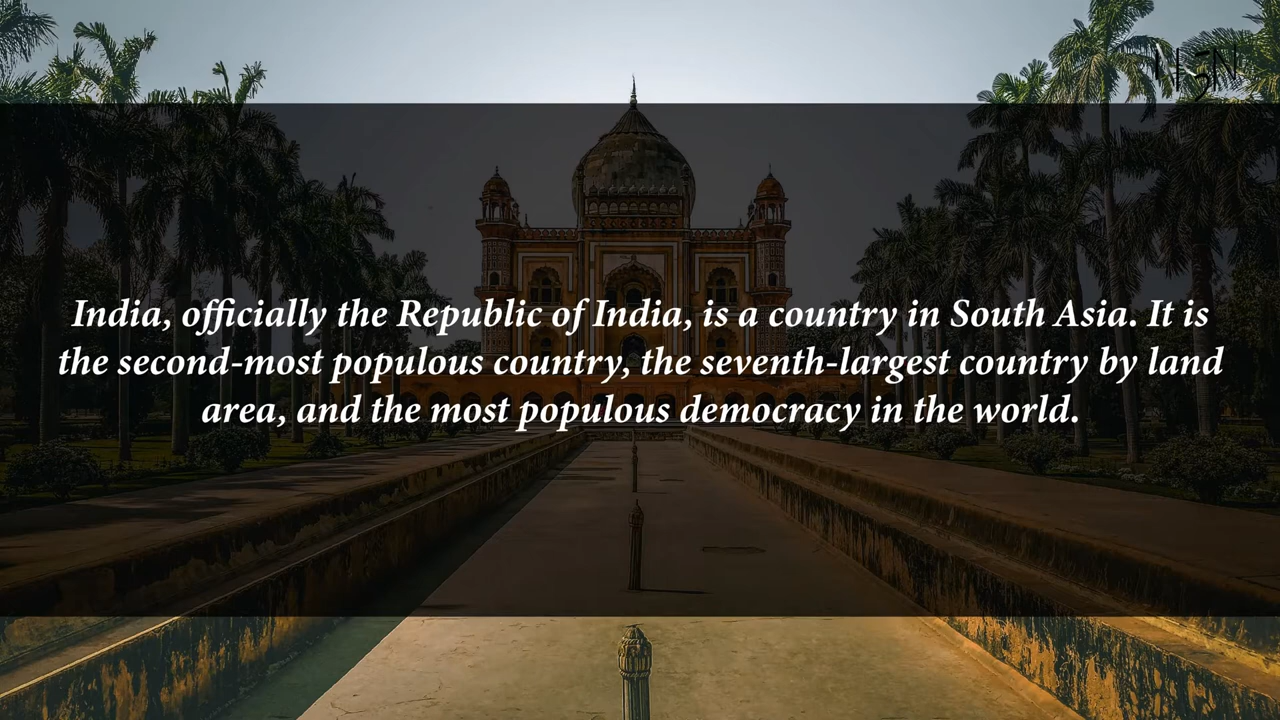 India, officially the Republic of India, is a country in South Asia. It is
the second-most populous country, the seventh-largest country by land
area, and the most populous democracy in the world.